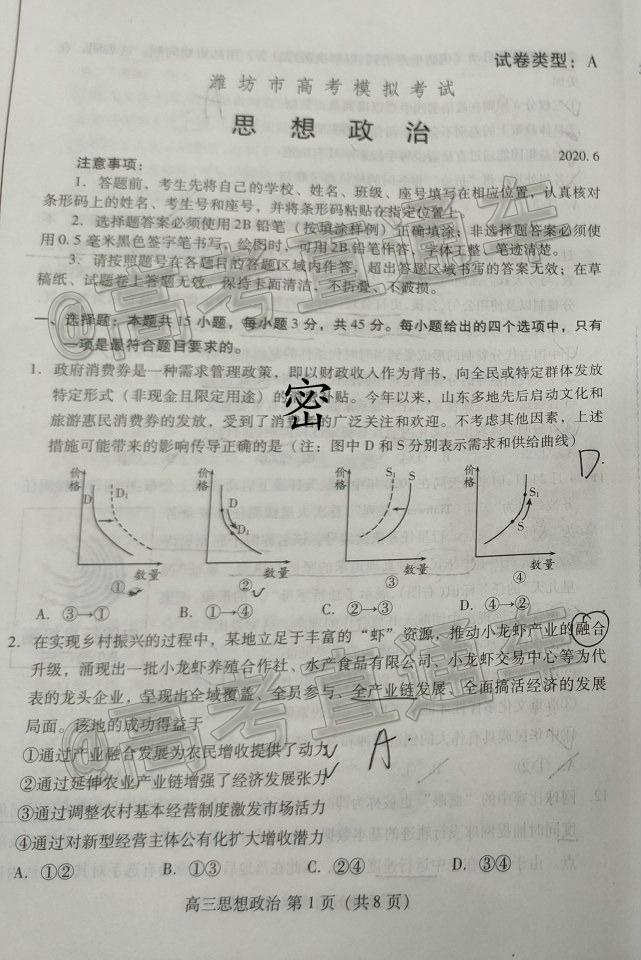 试卷类型：A
潍坊市高考模拟考试
思 想 政 治
2020.6
注意事项：
1．答题前，考生先将自己的学校、姓名、班级、座号填写在相应位置，认真核对
条形码上的姓名、考生号和座号，并将条形码粘贴在指定位置上。
2．选择题答案必须使用2B铅笔（按填涂样例）正确填涂；非选择题答案必须使
用0.5毫米黑色签字笔书写，绘图时，可用2B铅笔作答，字体工整、笔迹清楚。
3．请按照题号在各题目的答题区域内作答，超出答题区域书写的答案无效；在草
稿纸、试题卷上答题无效。保持卡面清洁，不折叠、不破损。
@高考直通车
一、选择题：本题共15小题，每小题3分，共45分。每小题给出的四个选项中，只有
一项是最符合题目要求的。
1．政府消费券是一种需求管理政策，即以财政收入作为背书，向全民或特定群体发放
特定形式（非现金且限定用途）的 补贴。今年以来，山东多地先后启动文化和
密
旅游惠民消费券的发放，受到了消费 的广泛关注和欢迎。不考虑其他因素，上述
措施可能带来的影响传导正确的是（注：图中D和S分别表示需求和供给曲线）
D.
价格 D D₁ 数量 ①
价格 D D₁ 数量 ②
价格 S₁ S 数量 ③
价格 S S₁ 数量 ④
A．③→① B．①→④ C．②→③ D．④→②
2．在实现乡村振兴的过程中，某地立足于丰富的“虾”资源，推动小龙虾产业的融合
升级，涌现出一批小龙虾养殖合作社、水产食品有限公司、小龙虾交易中心等为代
表的龙头企业，呈现出全域覆盖、全员参与、全产业链发展、全面搞活经济的发展
局面。该地的成功得益于
@高考直通车
①通过产业融合发展为农民增收提供了动力
A.
②通过延伸农业产业链增强了经济发展张力
③通过调整农村基本经营制度激发市场活力
④通过对新型经营主体公有化扩大增收潜力
A．①② B．①③ C．②④ D．③④
高三思想政治 第1页（共8页）